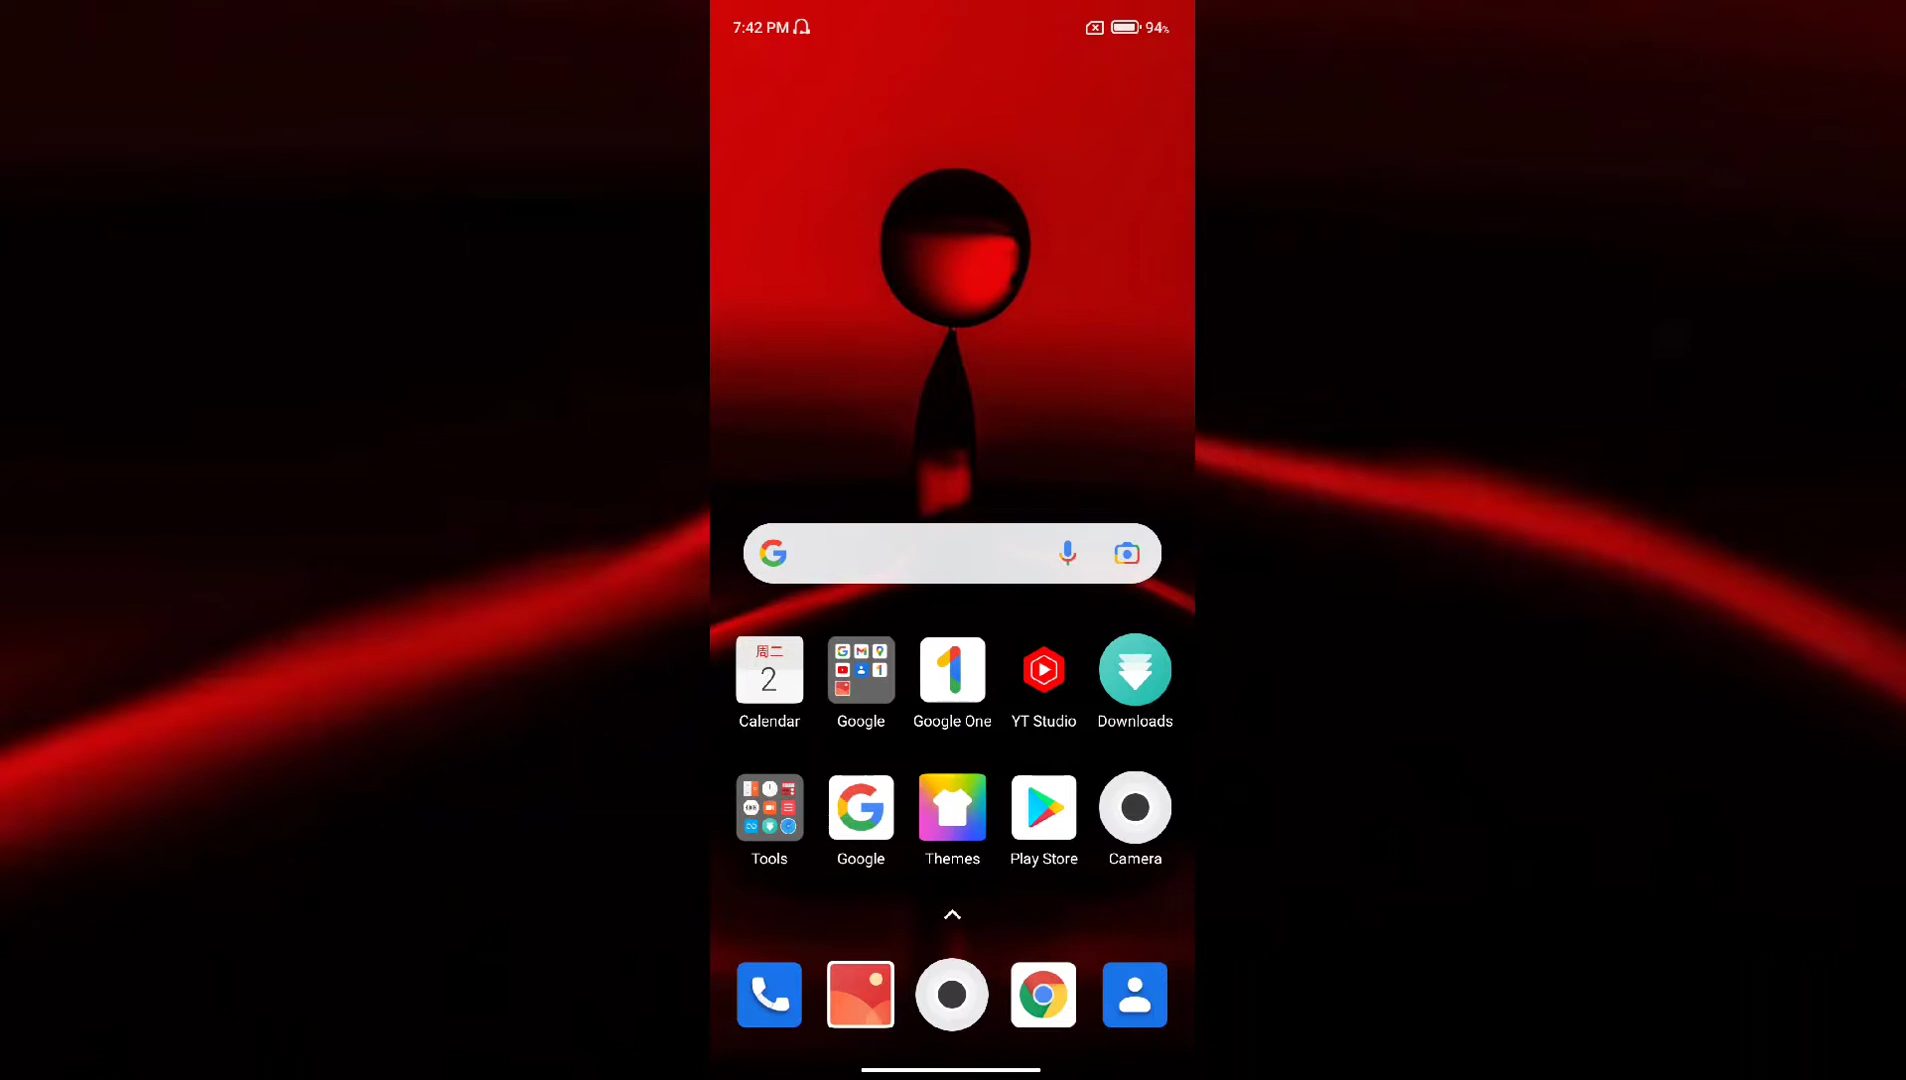 7:42 PM
94%
周二
2
Calendar
Google
Google One
YT Studio
Downloads
Tools
Google
Themes
Play Store
Camera